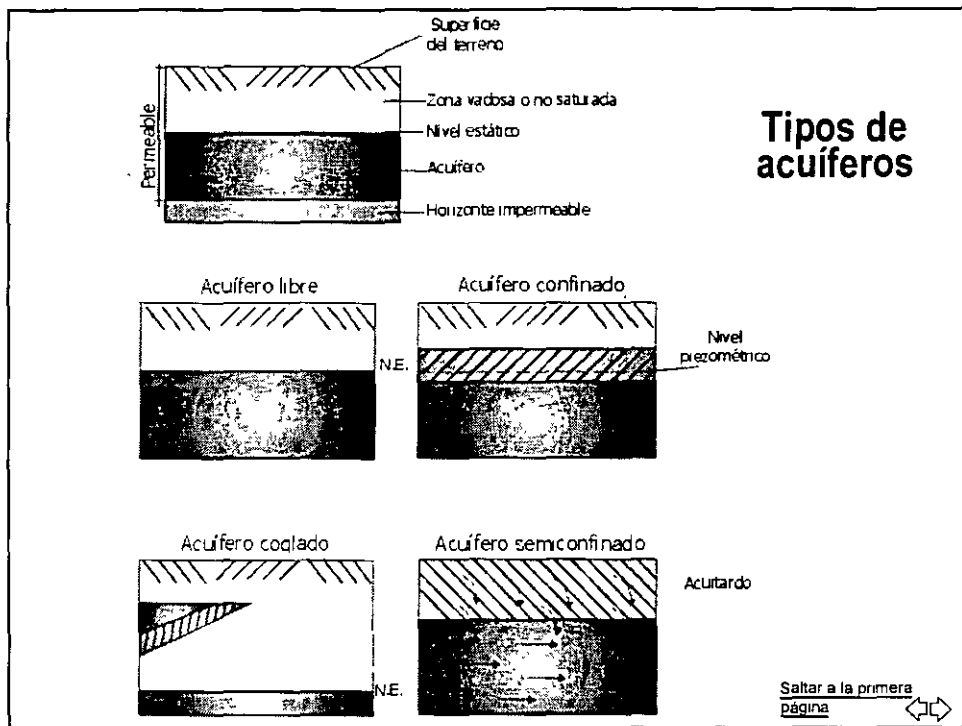 Superficie
del terreno
Permeable
Zona vadosa o no saturada
Nivel estático
Acuífero
Horizonte impermeable
Tipos de
acuíferos
Acuífero libre
N.E.
Acuífero confinado
Nivel
piezométrico
Acuífero coglado
N.E.
Acuífero semiconfinado
Acuitardo
Saltar a la primera
página